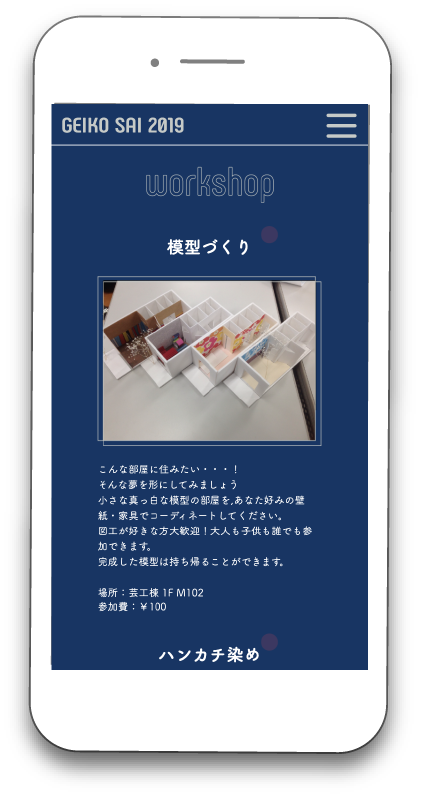 GEIKO SAI 2019
workshop
模型づくり
こんな部屋に住みたい・・・！
そんな夢を形にしてみましょう
小さな真っ白な模型の部屋を,あなた好みの壁
紙・家具でコーディネートしてください。
図工が好きな方大歓迎！大人も子供も誰でも参
加できます。
完成した模型は持ち帰ることができます。
場所：芸工棟 1F M102
参加費：￥100
ハンカチ染め